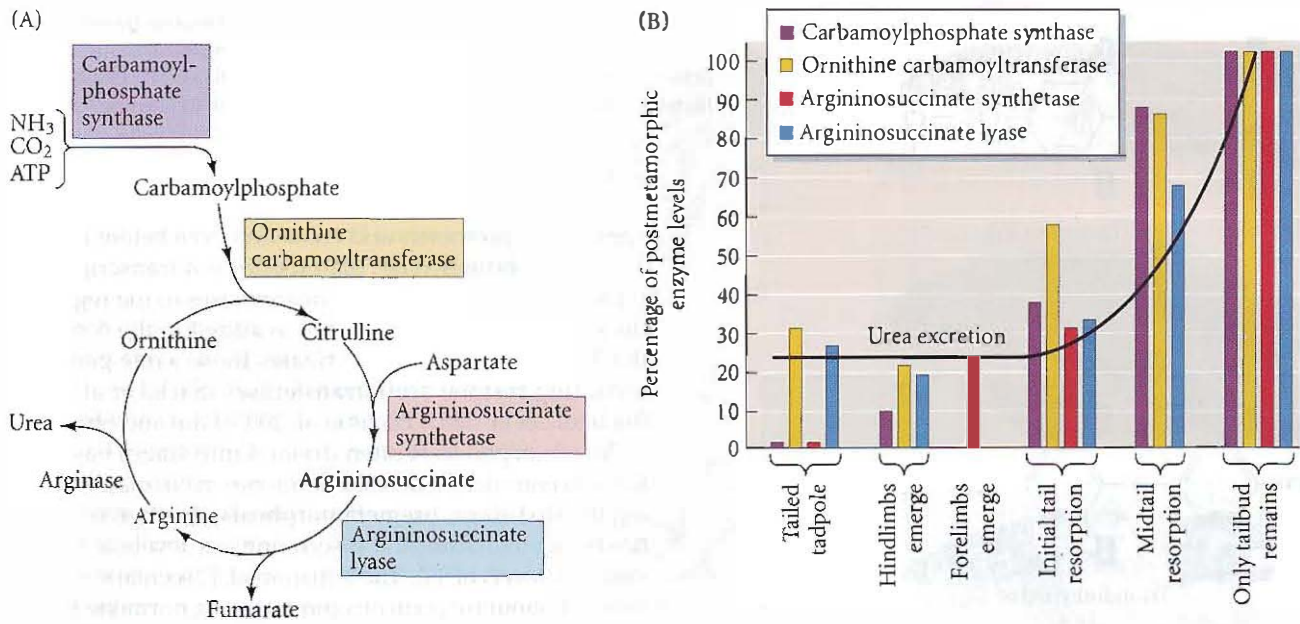 (A)
Carbamoyl-
phosphate
synthase
NH3
CO2
ATP
Carbamoylphosphate
Ornithine
carbamoyltransferase
Ornithine
Citrulline
Aspartate
Argininosuccinate
synthetase
Urea
Argininosuccinate
Arginase
Arginine
Argininosuccinate
lyase
Fumarate
(B)
Carbamoylphosphate synthase
Ornithine carbamoyltransferase
Argininosuccinate synthetase
Argininosuccinate lyase
Percentage of postmetamorphic
enzyme levels
100
90
80
70
60
50
40
30
20
10
0
Urea excretion
Tailed
tadpole
Hindlimbs
emerge
Forelimbs
emerge
Initial tail
resorption
Midtail
resorption
Only tailbud
remains